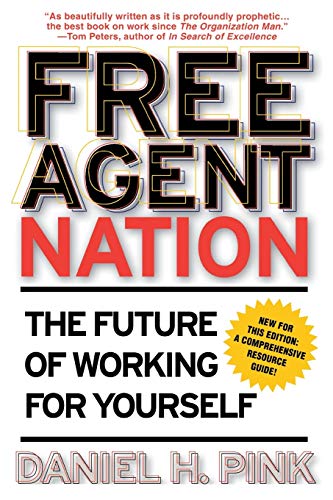 "As beautifully written as it is profoundly prophetic...
the best book on work since The Organization Man."
—Tom Peters, author of In Search of Excellence
FREE
AGENT
NATION
THE FUTURE
OF WORKING
FOR YOURSELF
NEW FOR
THIS EDITION:
A COMPREHENSIVE
RESOURCE
GUIDE!
DANIEL H. PINK